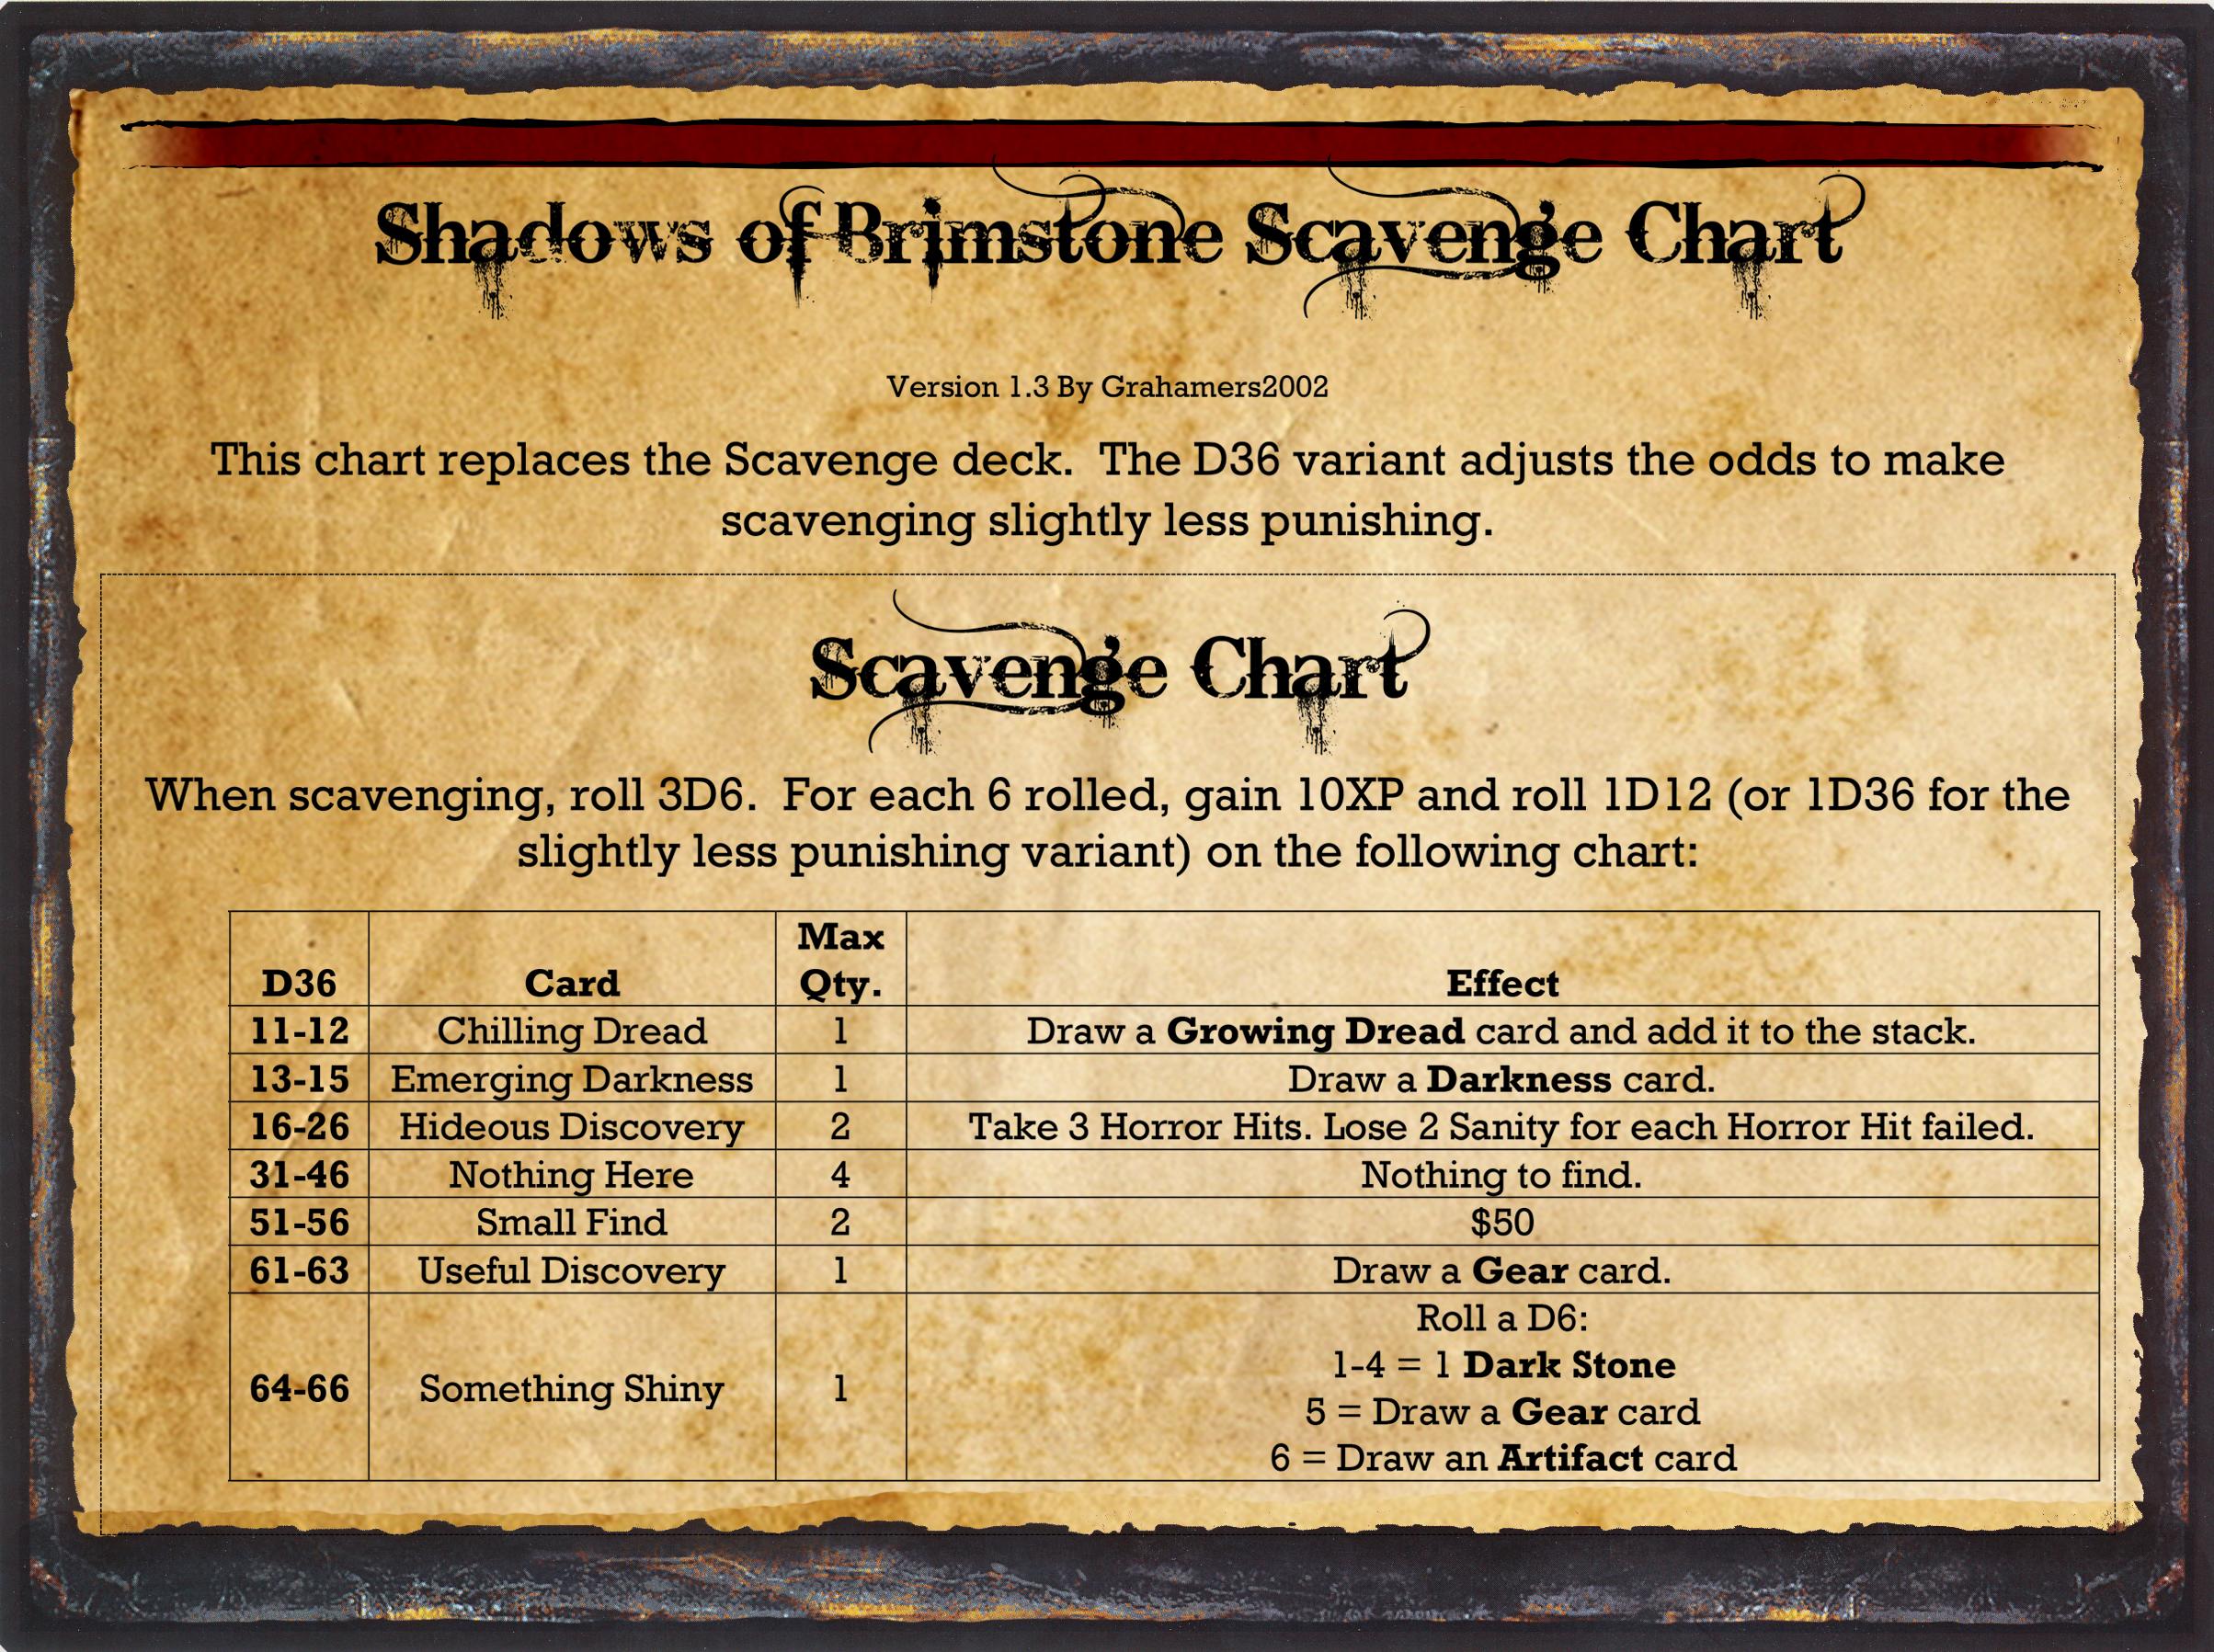 Shadows of Brimstone Scavenge Chart
Version 1.3 By Grahamers2002
This chart replaces the Scavenge deck.  The D36 variant adjusts the odds to make
scavenging slightly less punishing.
Scavenge Chart
When scavenging, roll 3D6.  For each 6 rolled, gain 10XP and roll 1D12 (or 1D36 for the
slightly less punishing variant) on the following chart:
D36 Card Max Qty. Effect
11-12 Chilling Dread 1 Draw a Growing Dread card and add it to the stack.
13-15 Emerging Darkness 1 Draw a Darkness card.
16-26 Hideous Discovery 2 Take 3 Horror Hits. Lose 2 Sanity for each Horror Hit failed.
31-46 Nothing Here 4 Nothing to find.
51-56 Small Find 2 $50
61-63 Useful Discovery 1 Draw a Gear card.
64-66 Something Shiny 1 Roll a D6:
1-4 = 1 Dark Stone
5 = Draw a Gear card
6 = Draw an Artifact card